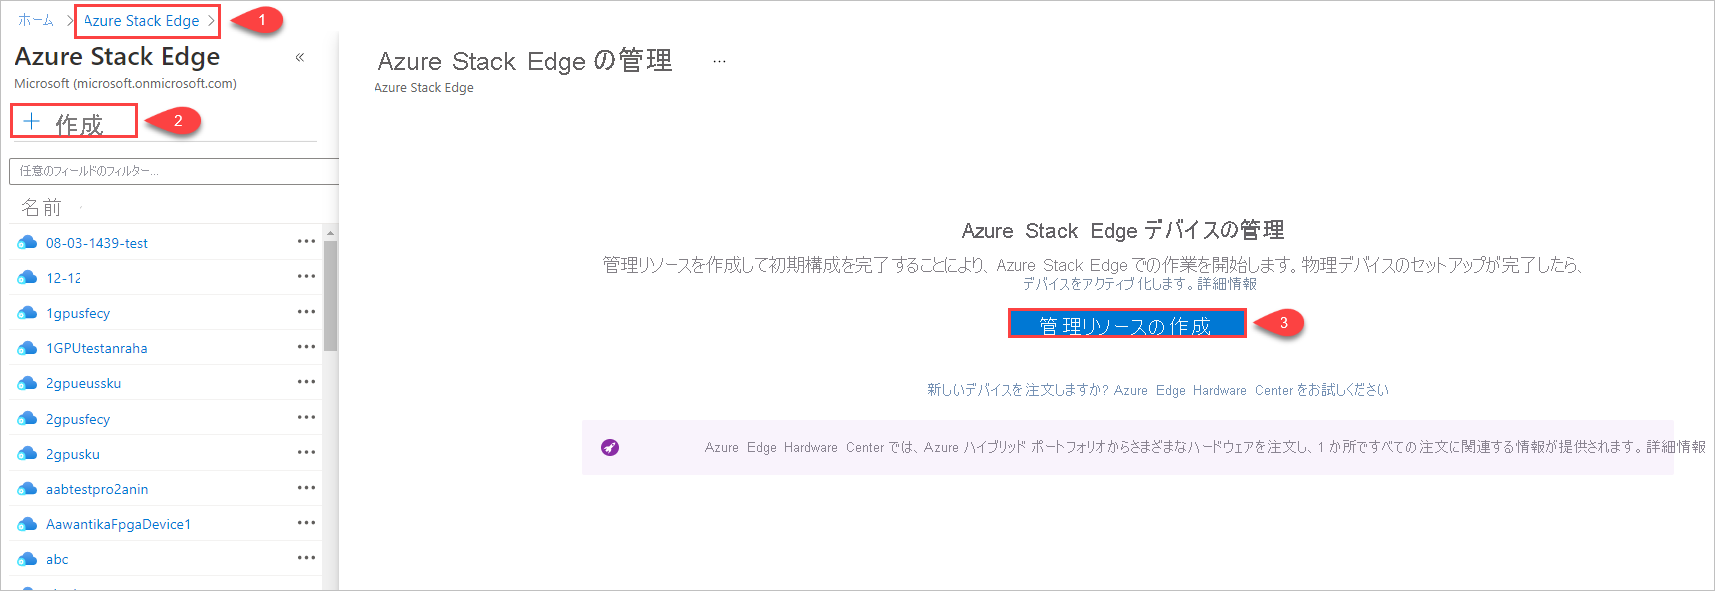 ホーム > Azure Stack Edge >
1
Azure Stack Edge
«
Microsoft (microsoft.onmicrosoft.com)
+ 作成
2
任意のフィールドのフィルター...
名前
08-03-1439-test
12-12
1gpusfecy
1GPUtestanraha
2gpueussku
2gpusfecy
2gpusku
aabtestpro2anin
AawantikaFpgaDevice1
abc
Azure Stack Edge の管理 ...
Azure Stack Edge
Azure Stack Edge デバイスの管理
管理リソースを作成して初期構成を完了することにより、Azure Stack Edge での作業を開始します。物理デバイスのセットアップが完了したら、
デバイスをアクティブ化します。詳細情報
管理リソースの作成
3
新しいデバイスを注文しますか? Azure Edge Hardware Center をお試しください
Azure Edge Hardware Center では、Azure ハイブリッド ポートフォリオからさまざまなハードウェアを注文し、1 か所ですべての注文に関連する情報が提供されます。詳細情報